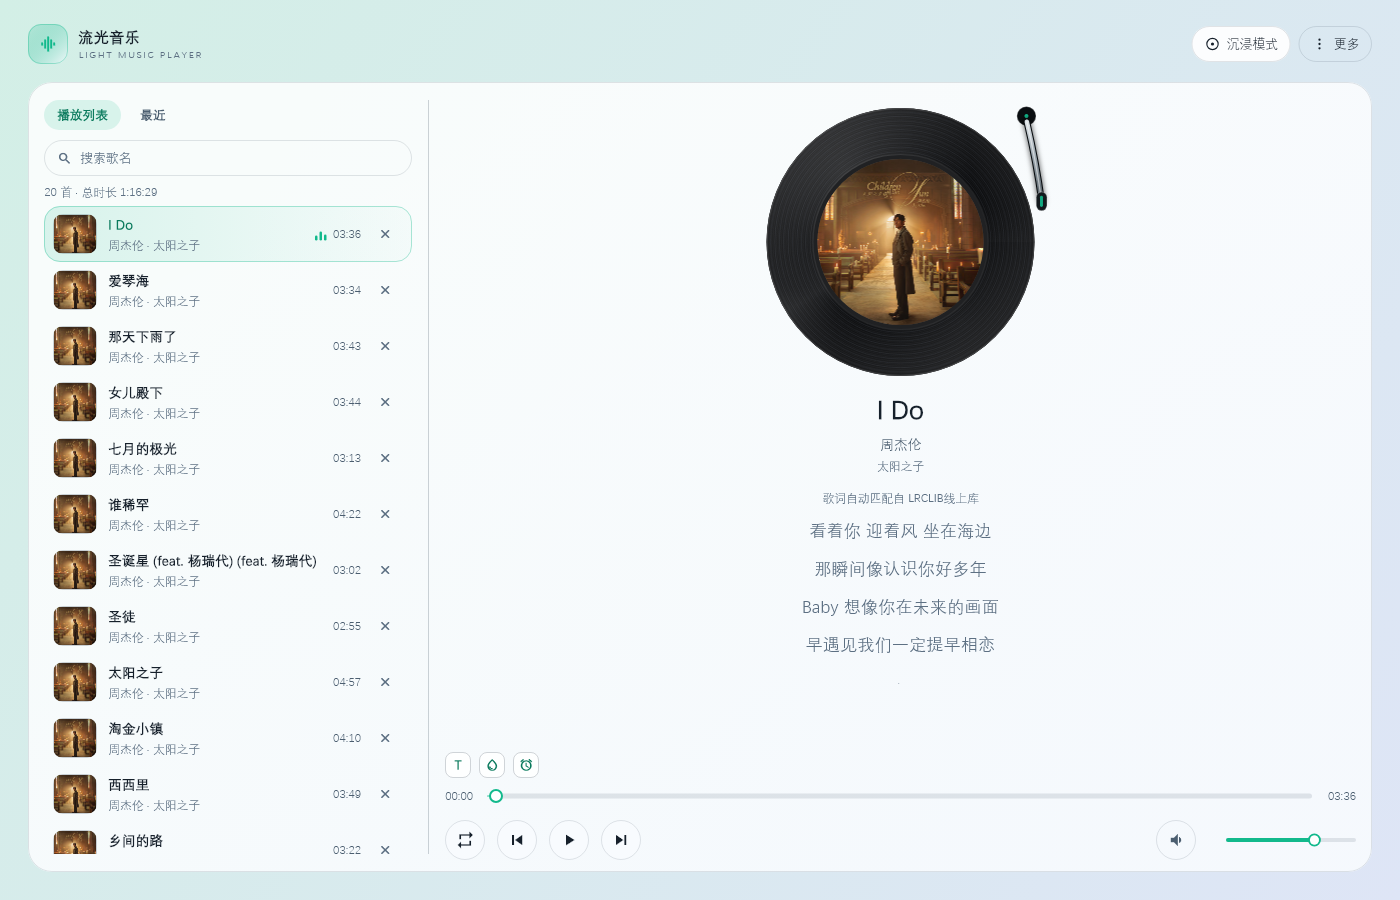 流光音乐
LIGHT MUSIC PLAYER
沉浸模式
更多
播放列表
最近
搜索歌名
20 首 · 总时长 1:16:29
I Do
周杰伦 · 太阳之子
03:36
爱琴海
周杰伦 · 太阳之子
03:34
那天下雨了
周杰伦 · 太阳之子
03:43
女儿殿下
周杰伦 · 太阳之子
03:44
七月的极光
周杰伦 · 太阳之子
03:13
谁稀罕
周杰伦 · 太阳之子
04:22
圣诞星 (feat. 杨瑞代) (feat. 杨瑞代)
周杰伦 · 太阳之子
03:02
圣徒
周杰伦 · 太阳之子
02:55
太阳之子
周杰伦 · 太阳之子
04:57
淘金小镇
周杰伦 · 太阳之子
04:10
西西里
周杰伦 · 太阳之子
03:49
乡间的路
03:22
I Do
周杰伦
太阳之子
歌词自动匹配自 LRCLIB线上库
看着你 迎着风 坐在海边
那瞬间像认识你好多年
Baby 想像你在未来的画面
早遇见我们一定提早相恋
T
00:00
03:36